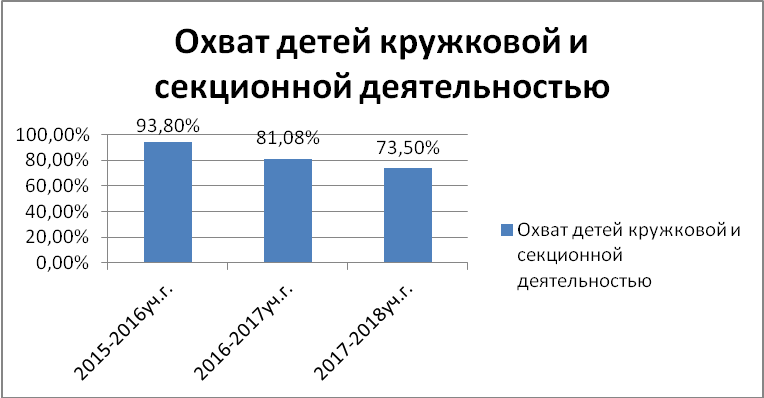 Охват детей кружковой и
секционной деятельностью
93,80%
81,08%
73,50%
100,00%
80,00%
60,00%
40,00%
20,00%
0,00%
2015-2016уч.г.
2016-2017уч.г.
2017-2018уч.г.
Охват детей кружковой и
секционной
деятельностью